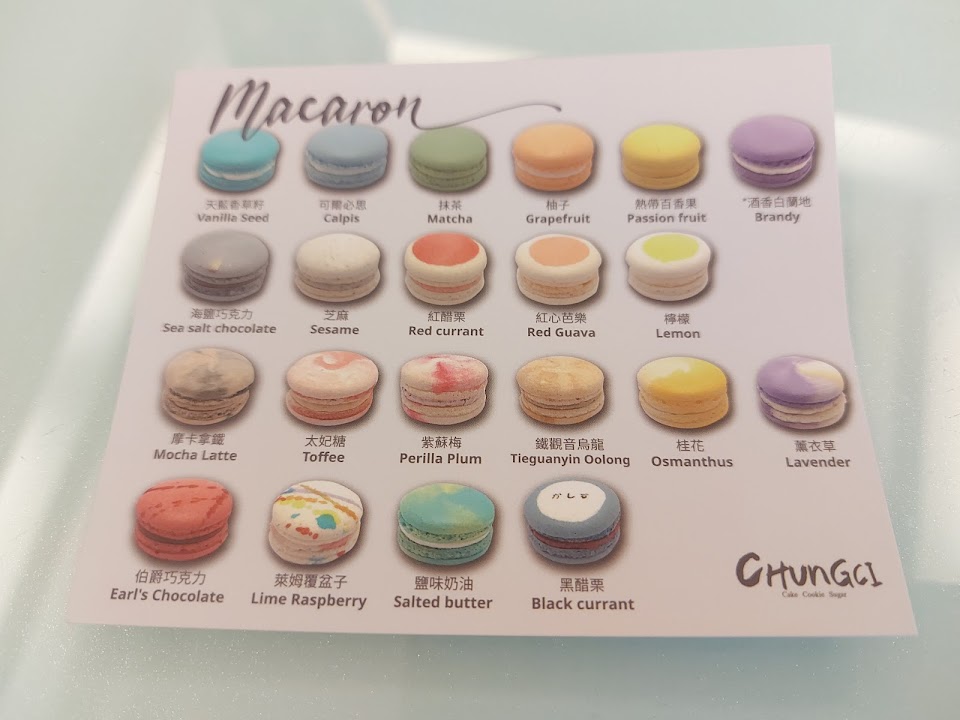 Macaron
天藍香草籽 可爾必思 抹茶 柚子 熱帶百香果 *酒香白蘭地
Vanilla Seed Calpis Matcha Grapefruit Passion fruit Brandy
海鹽巧克力 芝麻 紅醋栗 紅心芭樂 檸檬
Sea salt chocolate Sesame Red currant Red Guava Lemon
摩卡拿鐵 太妃糖 紫蘇梅 鐵觀音烏龍 桂花 薰衣草
Mocha Latte Toffee Perilla Plum Tieguanyin Oolong Osmanthus Lavender
かしす
伯爵巧克力 萊姆覆盆子 鹽味奶油 黑醋栗
Earl's Chocolate Lime Raspberry Salted butter Black currant
CHUNGCI
Cake Cookie Sugar